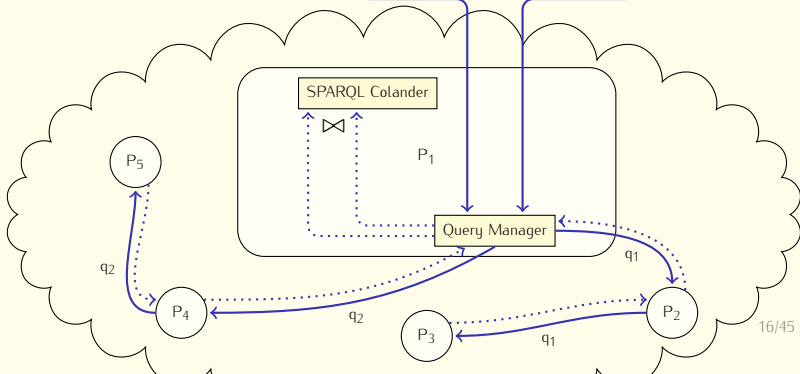 SPARQL Colander
⋈
P1
P5
Query Manager
q1
q2
P4
q2
P2
P3
q1
16/45